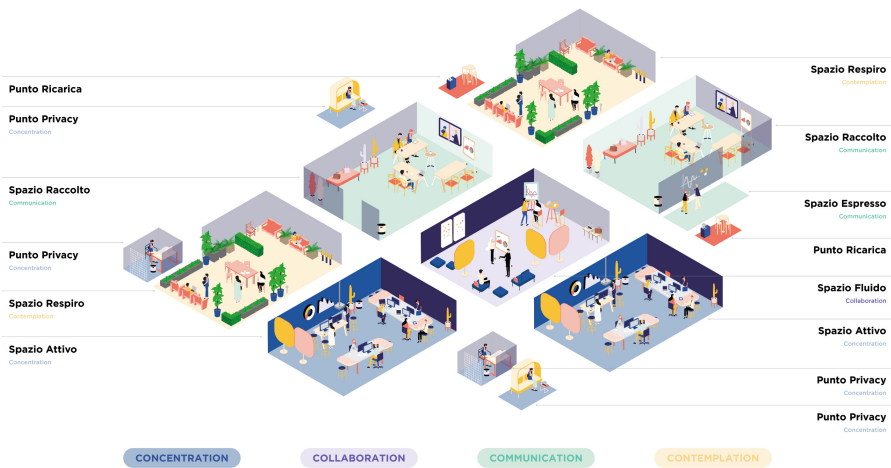 Punto Ricarica
Punto Privacy
Concentration
Spazio Raccolto
Communication
Punto Privacy
Concentration
Spazio Respiro
Contemplation
Spazio Attivo
Concentration
Spazio Respiro
Contemplation
Spazio Raccolto
Communication
Spazio Espresso
Communication
Punto Ricarica
Spazio Fluido
Collaboration
Spazio Attivo
Concentration
Punto Privacy
Concentration
Punto Privacy
Concentration
CONCENTRATION
COLLABORATION
COMMUNICATION
CONTEMPLATION